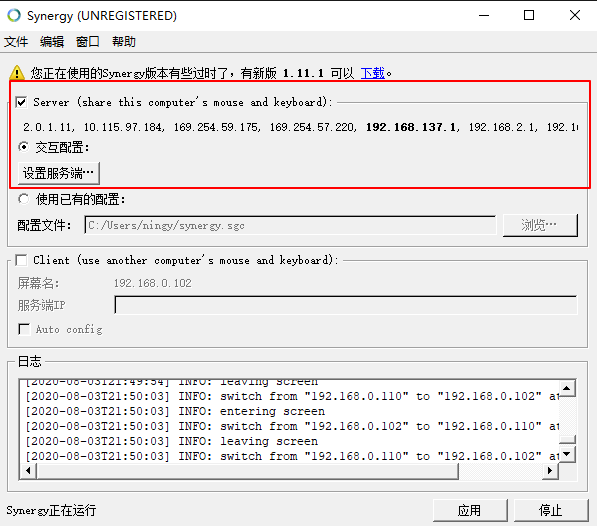 Synergy (UNREGISTERED)
文件 编辑 窗口 帮助
您正在使用的Synergy版本有些过时了，有新版 1.11.1 可以 下载。
Server (share this computer's mouse and keyboard):
2.0.1.11, 10.115.97.184, 169.254.59.175, 169.254.57.220, 192.168.137.1, 192.168.2.1,
交互配置：
设置服务端…
使用已有的配置：
配置文件： C:/Users/ningy/synergy.sgc 浏览…
Client (use another computer's mouse and keyboard):
屏幕名： 192.168.0.102
服务端IP
Auto config
日志
[2020-08-03T21:49:54] INFO: leaving screen
[2020-08-03T21:50:03] INFO: switch from "192.168.0.110" to "192.168.0.102" at
[2020-08-03T21:50:03] INFO: entering screen
[2020-08-03T21:50:03] INFO: switch from "192.168.0.102" to "192.168.0.110" at
[2020-08-03T21:50:03] INFO: leaving screen
[2020-08-03T21:50:03] INFO: switch from "192.168.0.110" to "192.168.0.102" at
Synergy正在运行 应用 停止